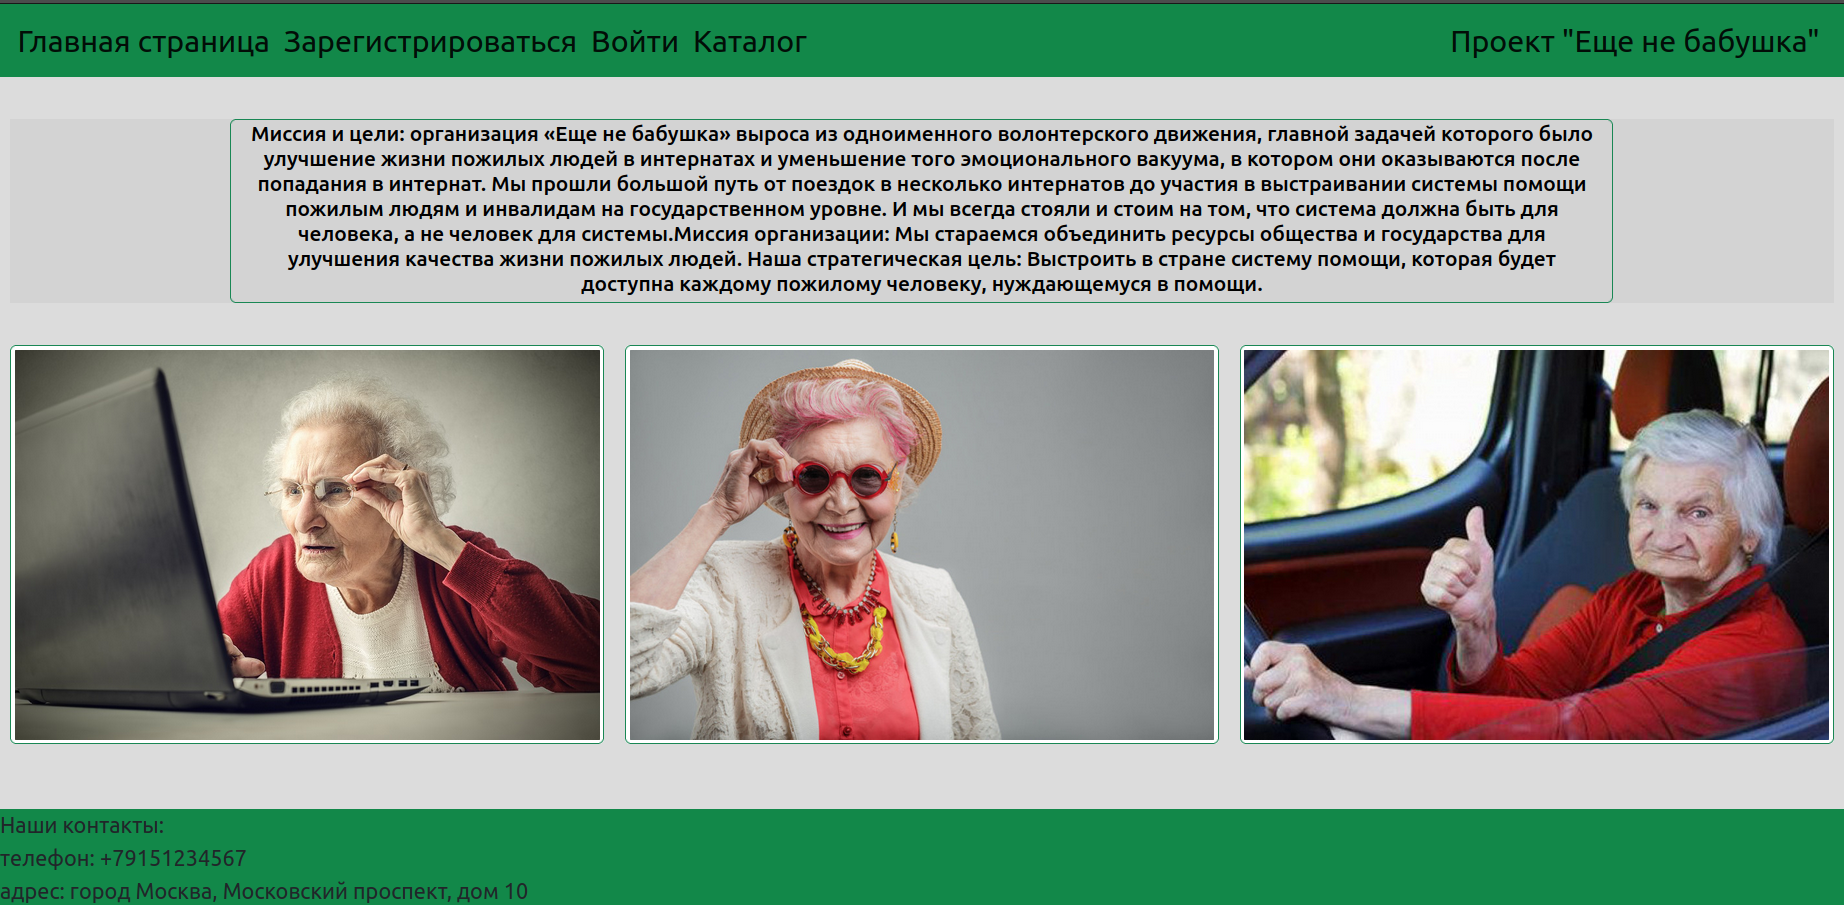 Главная страница Зарегистрироваться Войти Каталог Проект "Еще не бабушка"
Миссия и цели: организация «Еще не бабушка» выроса из одноименного волонтерского движения, главной задачей которого было
улучшение жизни пожилых людей в интернатах и уменьшение того эмоционального вакуума, в котором они оказываются после
попадания в интернат. Мы прошли большой путь от поездок в несколько интернатов до участия в выстраивании системы помощи
пожилым людям и инвалидам на государственном уровне. И мы всегда стояли и стоим на том, что система должна быть для
человека, а не человек для системы.Миссия организации: Мы стараемся объединить ресурсы общества и государства для
улучшения качества жизни пожилых людей. Наша стратегическая цель: Выстроить в стране систему помощи, которая будет
доступна каждому пожилому человеку, нуждающемуся в помощи.
Наши контакты:
телефон: +79151234567
адрес: город Москва, Московский проспект, дом 10